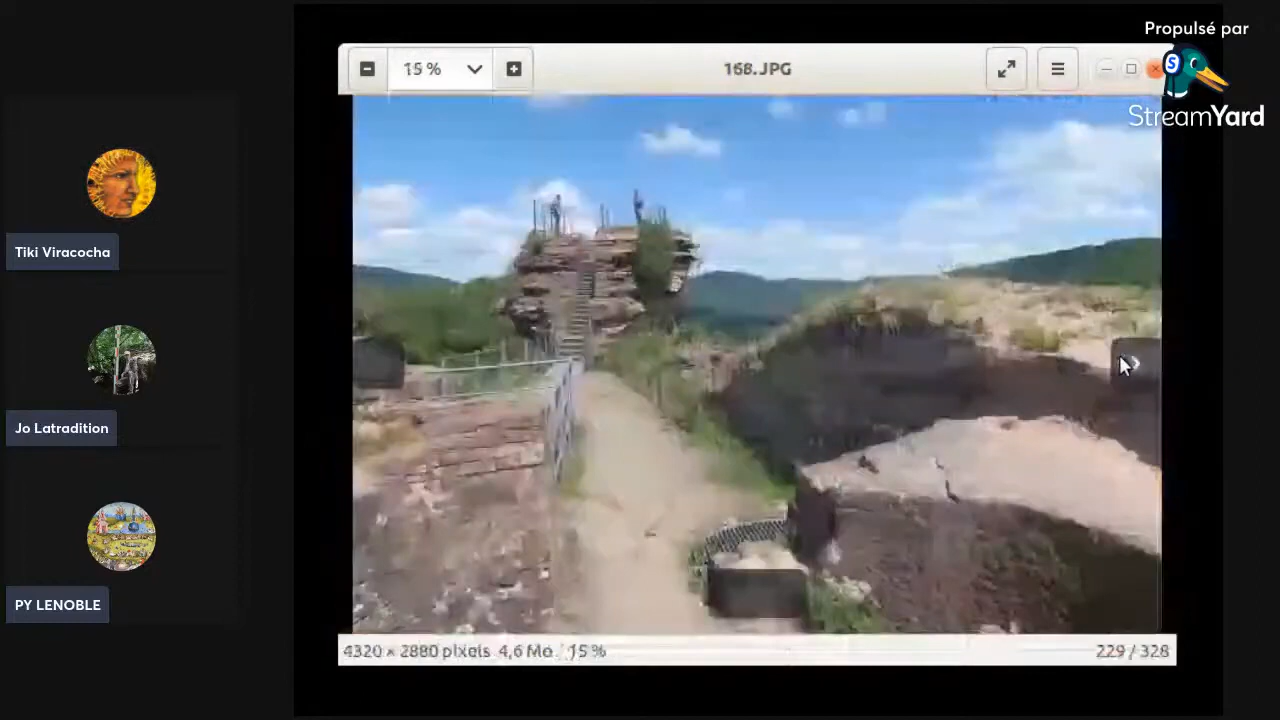 Propulsé par
StreamYard
15 %
168.JPG
Tiki Viracocha
Jo Latradition
PY LENOBLE
4320 × 2880 pixels 4,6 Mo 15 %
229 / 328